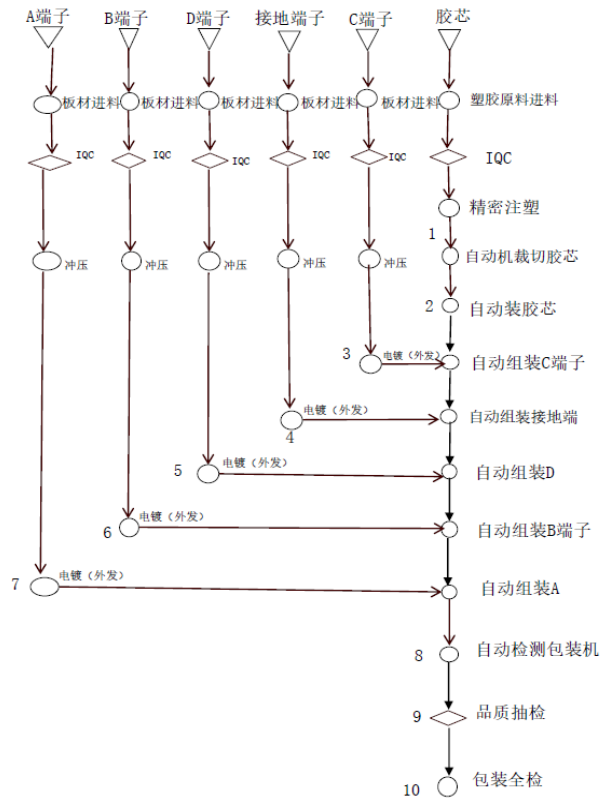 A端子 B端子 D端子 接地端子 C端子 胶芯
板材进料 板材进料 板材进料 板材进料 板材进料 塑胶原料进料
IQC IQC IQC IQC IQC IQC
精密注塑
1
自动机裁切胶芯
冲压 冲压 冲压 冲压 冲压
2 自动装胶芯
3 电镀（外发） 自动组装C端子
电镀（外发） 自动组装接地端
4
5 电镀（外发） 自动组装D
6 电镀（外发） 自动组装B端子
7 电镀（外发） 自动组装A
8 自动检测包装机
9 品质抽检
10 包装全检